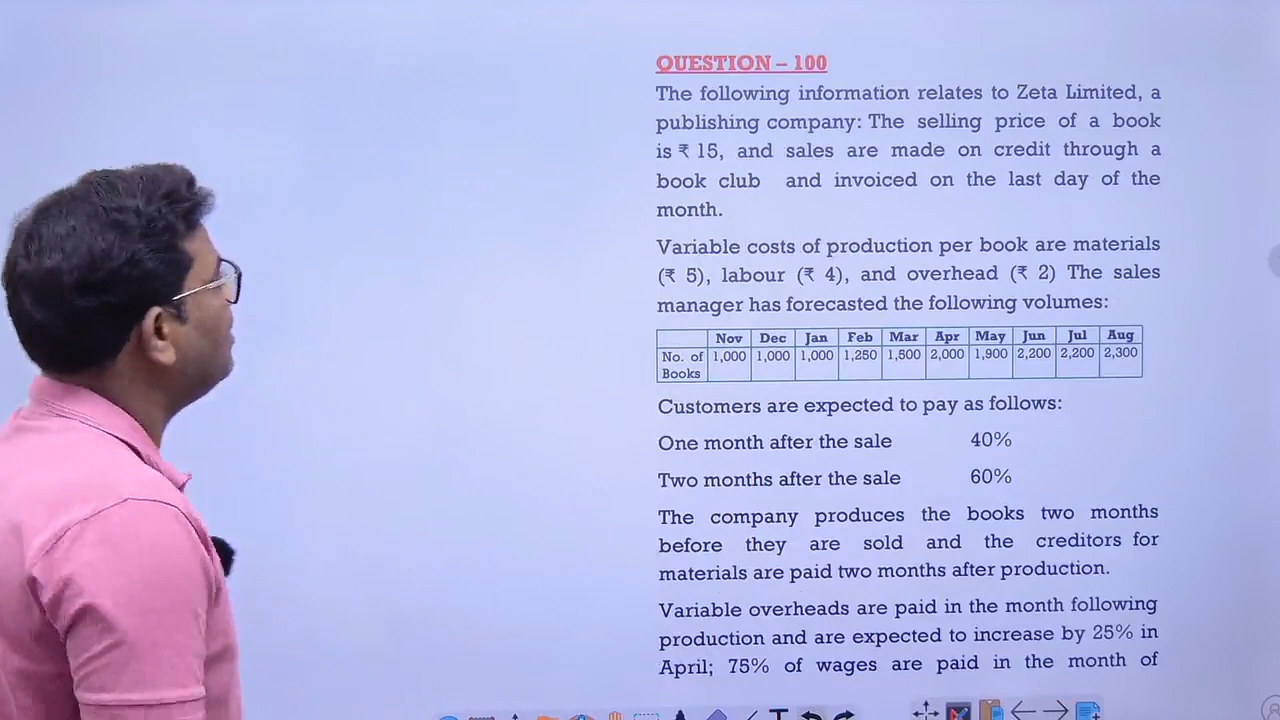 QUESTION – 100
The following information relates to Zeta Limited, a
publishing company: The selling price of a book
is ₹ 15, and sales are made on credit through a
book club and invoiced on the last day of the
month.
Variable costs of production per book are materials
(₹ 5), labour (₹ 4), and overhead (₹ 2) The sales
manager has forecasted the following volumes:
Nov Dec Jan Feb Mar Apr May Jun Jul Aug
No. of 1,000 1,000 1,000 1,250 1,500 2,000 1,900 2,200 2,200 2,300
Books
Customers are expected to pay as follows:
One month after the sale 40%
Two months after the sale 60%
The company produces the books two months
before they are sold and the creditors for
materials are paid two months after production.
Variable overheads are paid in the month following
production and are expected to increase by 25% in
April; 75% of wages are paid in the month of